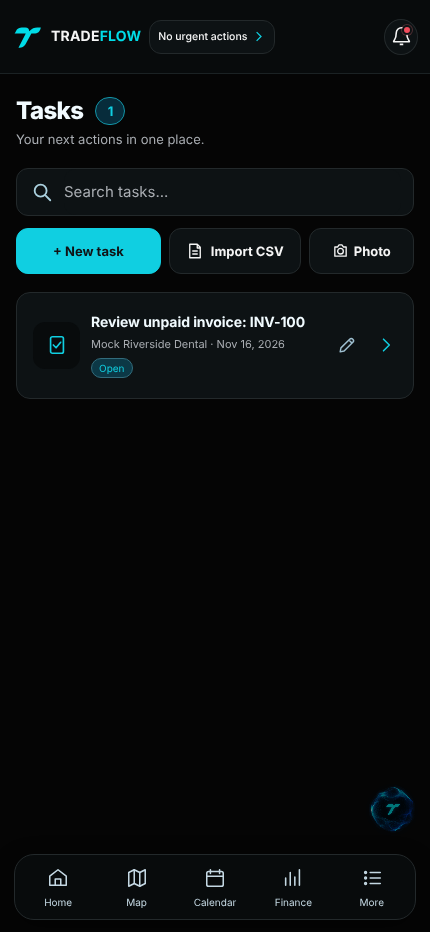 TRADEFLOW
No urgent actions
Tasks 1
Your next actions in one place.
Search tasks...
+ New task
Import CSV
Photo
Review unpaid invoice: INV-100
Mock Riverside Dental · Nov 16, 2026
Open
Home
Map
Calendar
Finance
More